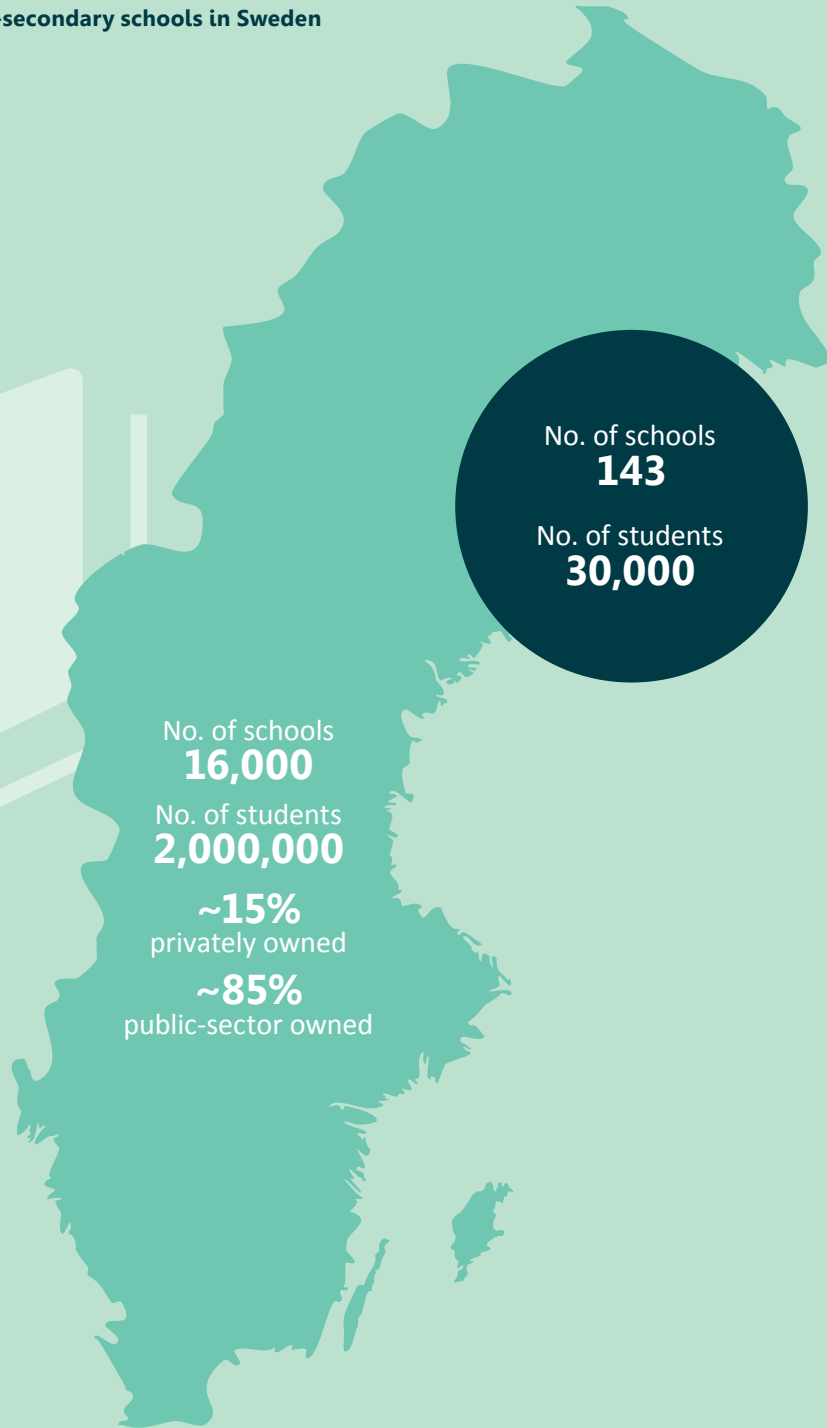 -secondary schools in Sweden
No. of schools
143
No. of students
30,000
No. of schools
16,000
No. of students
2,000,000
~15%
privately owned
~85%
public-sector owned